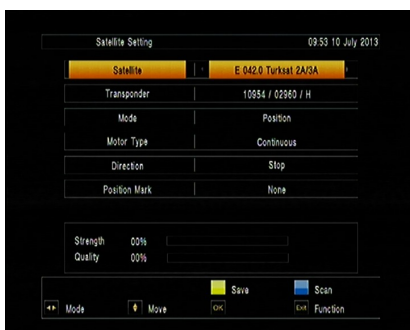 Satellite Setting 09:53 10 July 2013
Satellite E 042.0 Turksat 2A/3A
Transponder 10954 / 02960 / H
Mode Position
Motor Type Continuous
Direction Stop
Position Mark None
Strength 00%
Quality 00%
Save Scan
Mode Move OK Exit Function